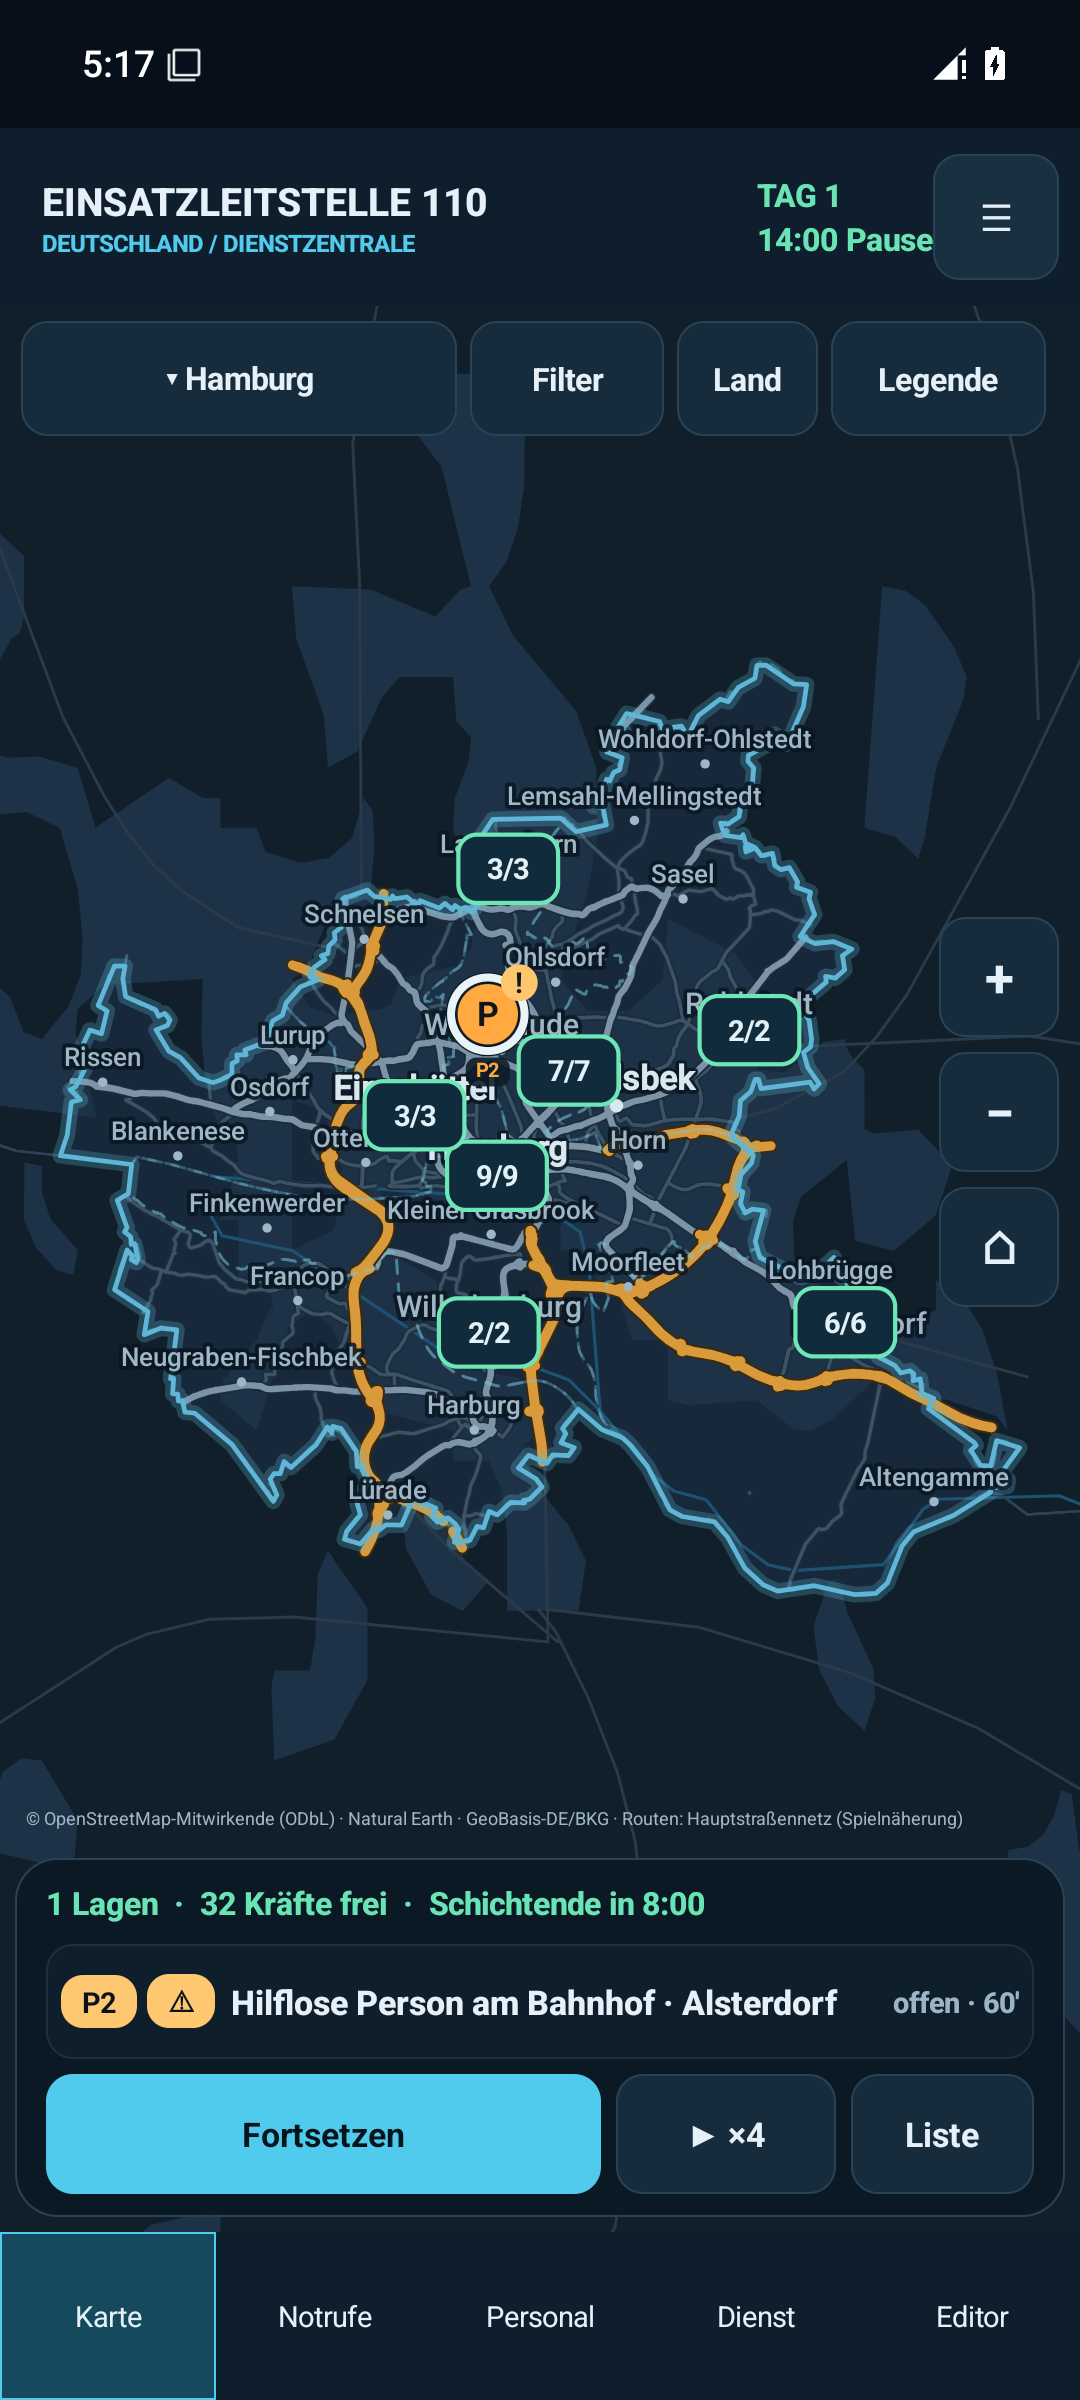 5:17
EINSATZLEITSTELLE 110
DEUTSCHLAND / DIENSTZENTRALE
TAG 1
14:00 Pause
▾ Hamburg
Filter
Land
Legende
Wohldorf-Ohlstedt
Lemsahl-Mellingstedt
3/3
Sasel
Schnelsen
Ohlsdorf
!
P
P2
2/2
Lurup
Rissen
7/7
Osdorf
3/3
Blankenese
Horn
9/9
Finkenwerder
Kleiner Grasbrook
Moorfleet
Francop
Lohbrügge
2/2
6/6
Neugraben-Fischbek
Harburg
Altengamme
Lürade
+
−
© OpenStreetMap-Mitwirkende (ODbL) · Natural Earth · GeoBasis-DE/BKG · Routen: Hauptstraßennetz (Spielnäherung)
1 Lagen · 32 Kräfte frei · Schichtende in 8:00
P2 ⚠ Hilflose Person am Bahnhof · Alsterdorf offen · 60'
Fortsetzen
▶ ×4
Liste
Karte
Notrufe
Personal
Dienst
Editor